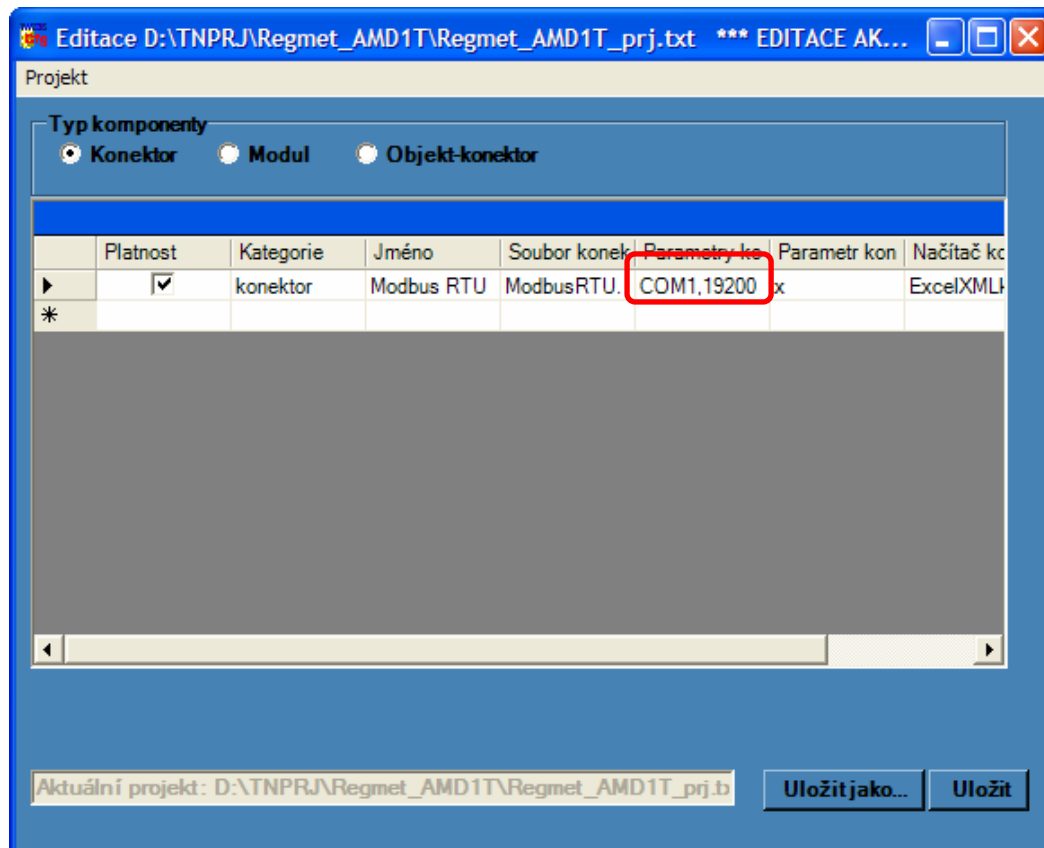 Editace D:\TNPRJ\Regmet_AMD1T\Regmet_AMD1T_prj.txt *** EDITACE AK...
Projekt
Typ komponenty
Konektor Modul Objekt-konektor
Platnost Kategorie Jméno Soubor konek Parametry ko Parametr kon Načítač ko
konektor Modbus RTU ModbusRTU. COM1,19200 x ExcelXMLk
Aktuální projekt: D:\TNPRJ\Regmet_AMD1T\Regmet_AMD1T_prj.t Uložit jako... Uložit